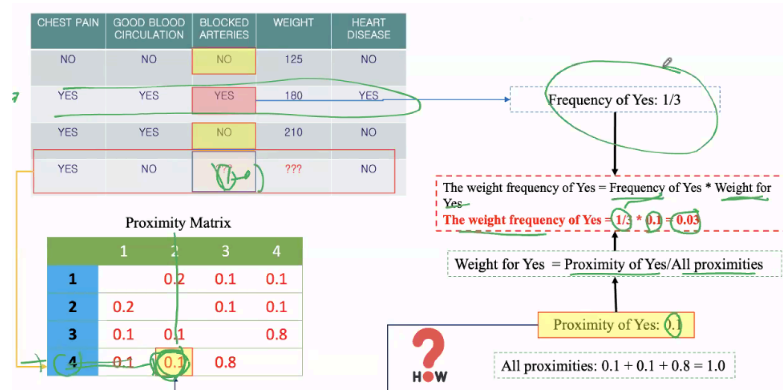 CHEST PAIN GOOD BLOOD CIRCULATION BLOCKED ARTERIES WEIGHT HEART DISEASE
NO NO NO 125 NO
YES YES YES 180 YES
YES YES NO 210 NO
YES NO ??? NO
Frequency of Yes: 1/3
The weight frequency of Yes = Frequency of Yes * Weight for
Yes
The weight frequency of Yes = 1/3 * 0.1 = 0.03
Proximity Matrix
1 2 3 4
1 0.2 0.1 0.1
2 0.2 0.1 0.1
3 0.1 0.1 0.8
4 0.1 0.1 0.8
Weight for Yes = Proximity of Yes/All proximities
Proximity of Yes: 0.1
HOW
All proximities: 0.1 + 0.1 + 0.8 = 1.0